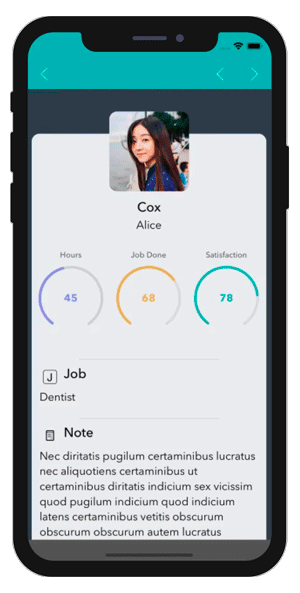 Cox
Alice
Hours
Job Done
Satisfaction
45
68
78
J
Job
Dentist
Note
Nec diritatis pugilum certaminibus lucratus
nec aliquotiens certaminibus ut
certaminibus diritatis indicium sex vicissim
quod pugilum indicium quod indicium
latens certaminibus vetitis obscurum
obscurum obscurum autem lucratus